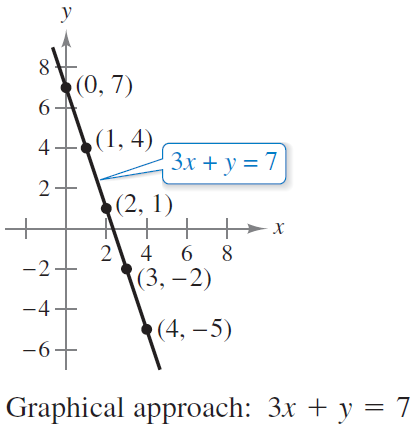 y
8
(0, 7)
6
4
(1, 4)
3x + y = 7
2
(2, 1)
x
2 4 6 8
−2
(3, −2)
−4
(4, −5)
−6
Graphical approach: 3x + y = 7